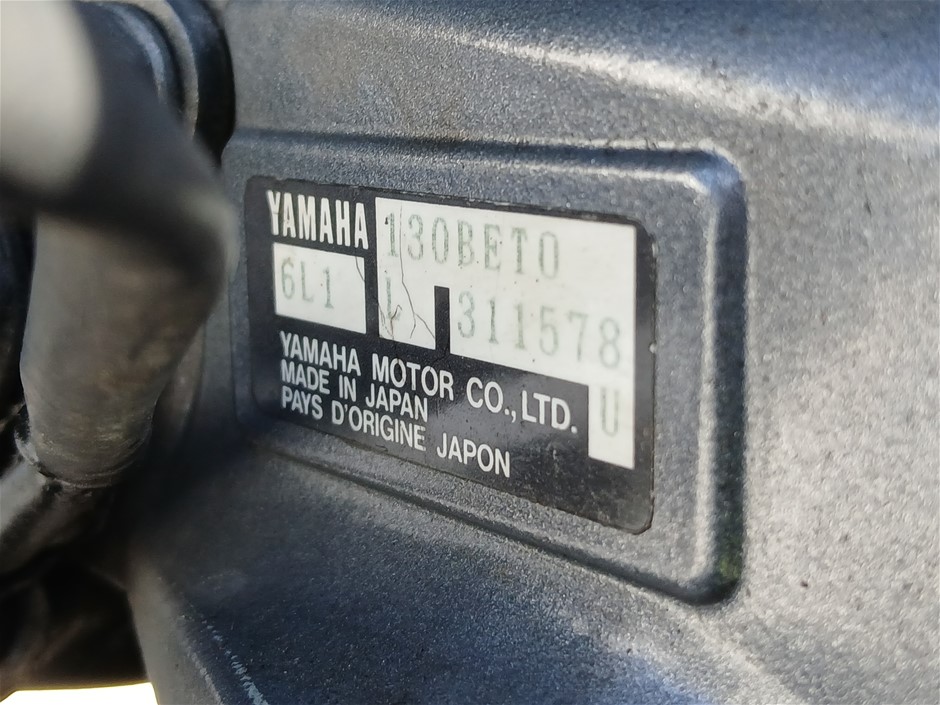 YAMAHA 130BETO
6L1 L 311578
U
YAMAHA MOTOR CO.,LTD.
MADE IN JAPAN
PAYS D'ORIGINE JAPON